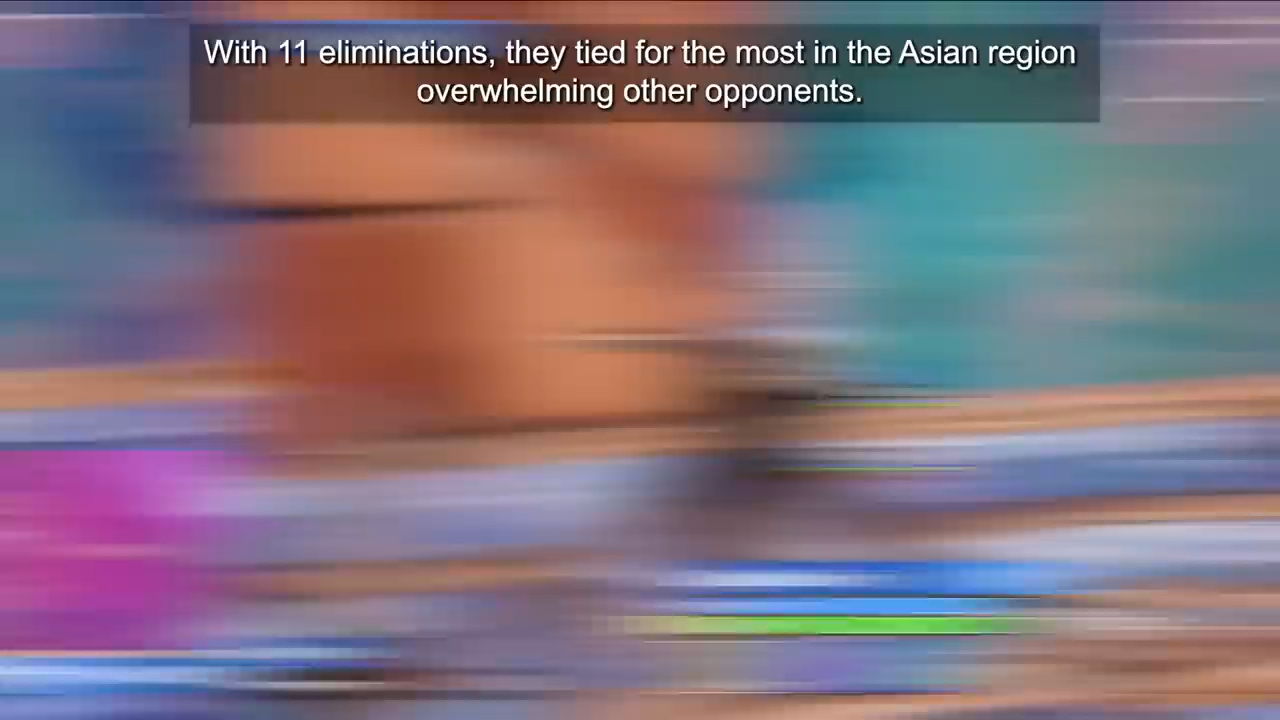 With 11 eliminations, they tied for the most in the Asian region
overwhelming other opponents.